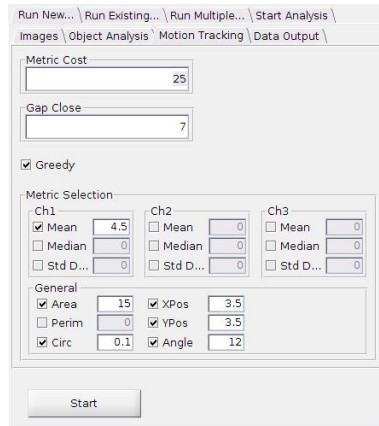 Run New... \ Run Existing... \ Run Multiple... \ Start Analysis \
Images \ Object Analysis \ Motion Tracking \ Data Output \
Metric Cost
25
Gap Close
7
Greedy
Metric Selection
Ch1 Ch2 Ch3
Mean 4.5 Mean 0 Mean 0
Median 0 Median 0 Median 0
Std D... 0 Std D... 0 Std D... 0
General
Area 15 XPos 3.5
Perim 0 YPos 3.5
Circ 0.1 Angle 12
Start